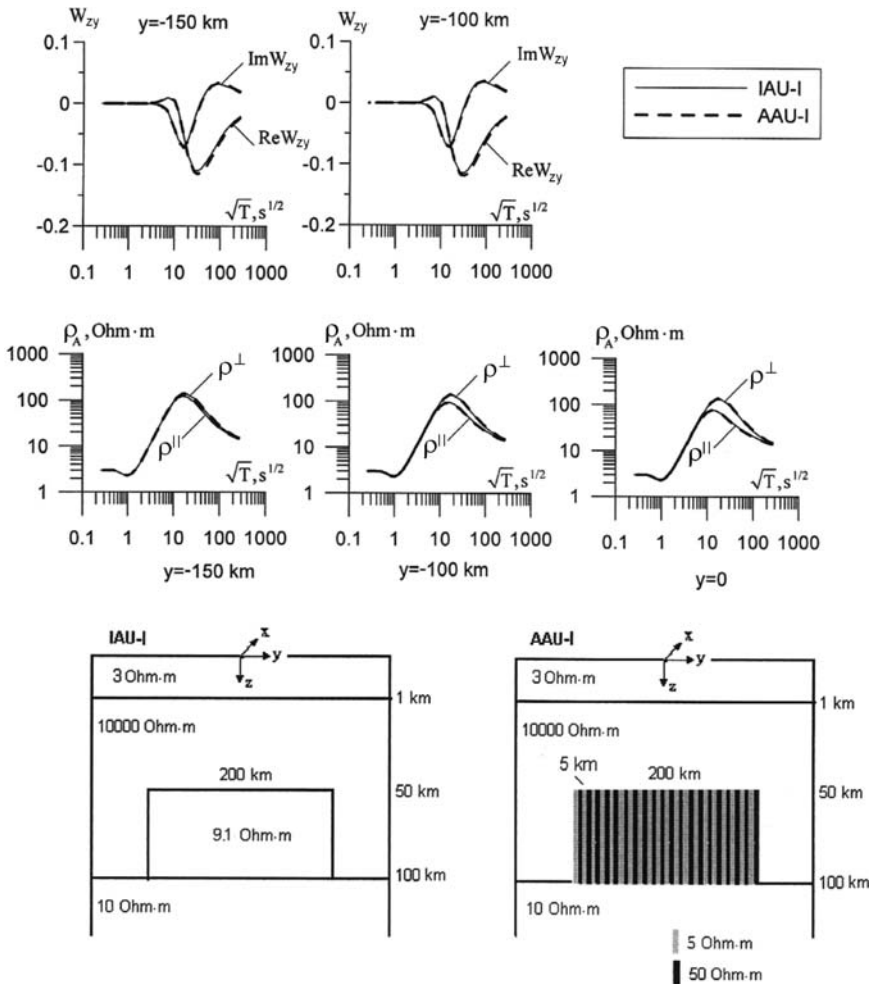 W_zy
y=-150 km
0.1
0
-0.1
-0.2
ImW_zy
ReW_zy
√T, s^1/2
0.1 1 10 100 1000
y=-100 km
0.1
0
-0.1
-0.2
ImW_zy
ReW_zy
√T, s^1/2
0.1 1 10 100 1000
IAU-I
AAU-I
ρ_A, Ohm·m
1000
100
10
1
ρ^⊥
ρ^||
√T, s^1/2
0.1 1 10 100 1000
y=-150 km
ρ_A, Ohm·m
1000
100
10
1
ρ^⊥
ρ^||
√T, s^1/2
0.1 1 10 100 1000
y=-100 km
ρ_A, Ohm·m
1000
100
10
1
ρ^⊥
ρ^||
√T, s^1/2
0.1 1 10 100 1000
y=0
IAU-I
x
y
z
3 Ohm·m
1 km
10000 Ohm·m
200 km
50 km
9.1 Ohm·m
100 km
10 Ohm·m
AAU-I
x
y
z
3 Ohm·m
1 km
10000 Ohm·m
5 km
200 km
50 km
100 km
10 Ohm·m
5 Ohm·m
50 Ohm·m